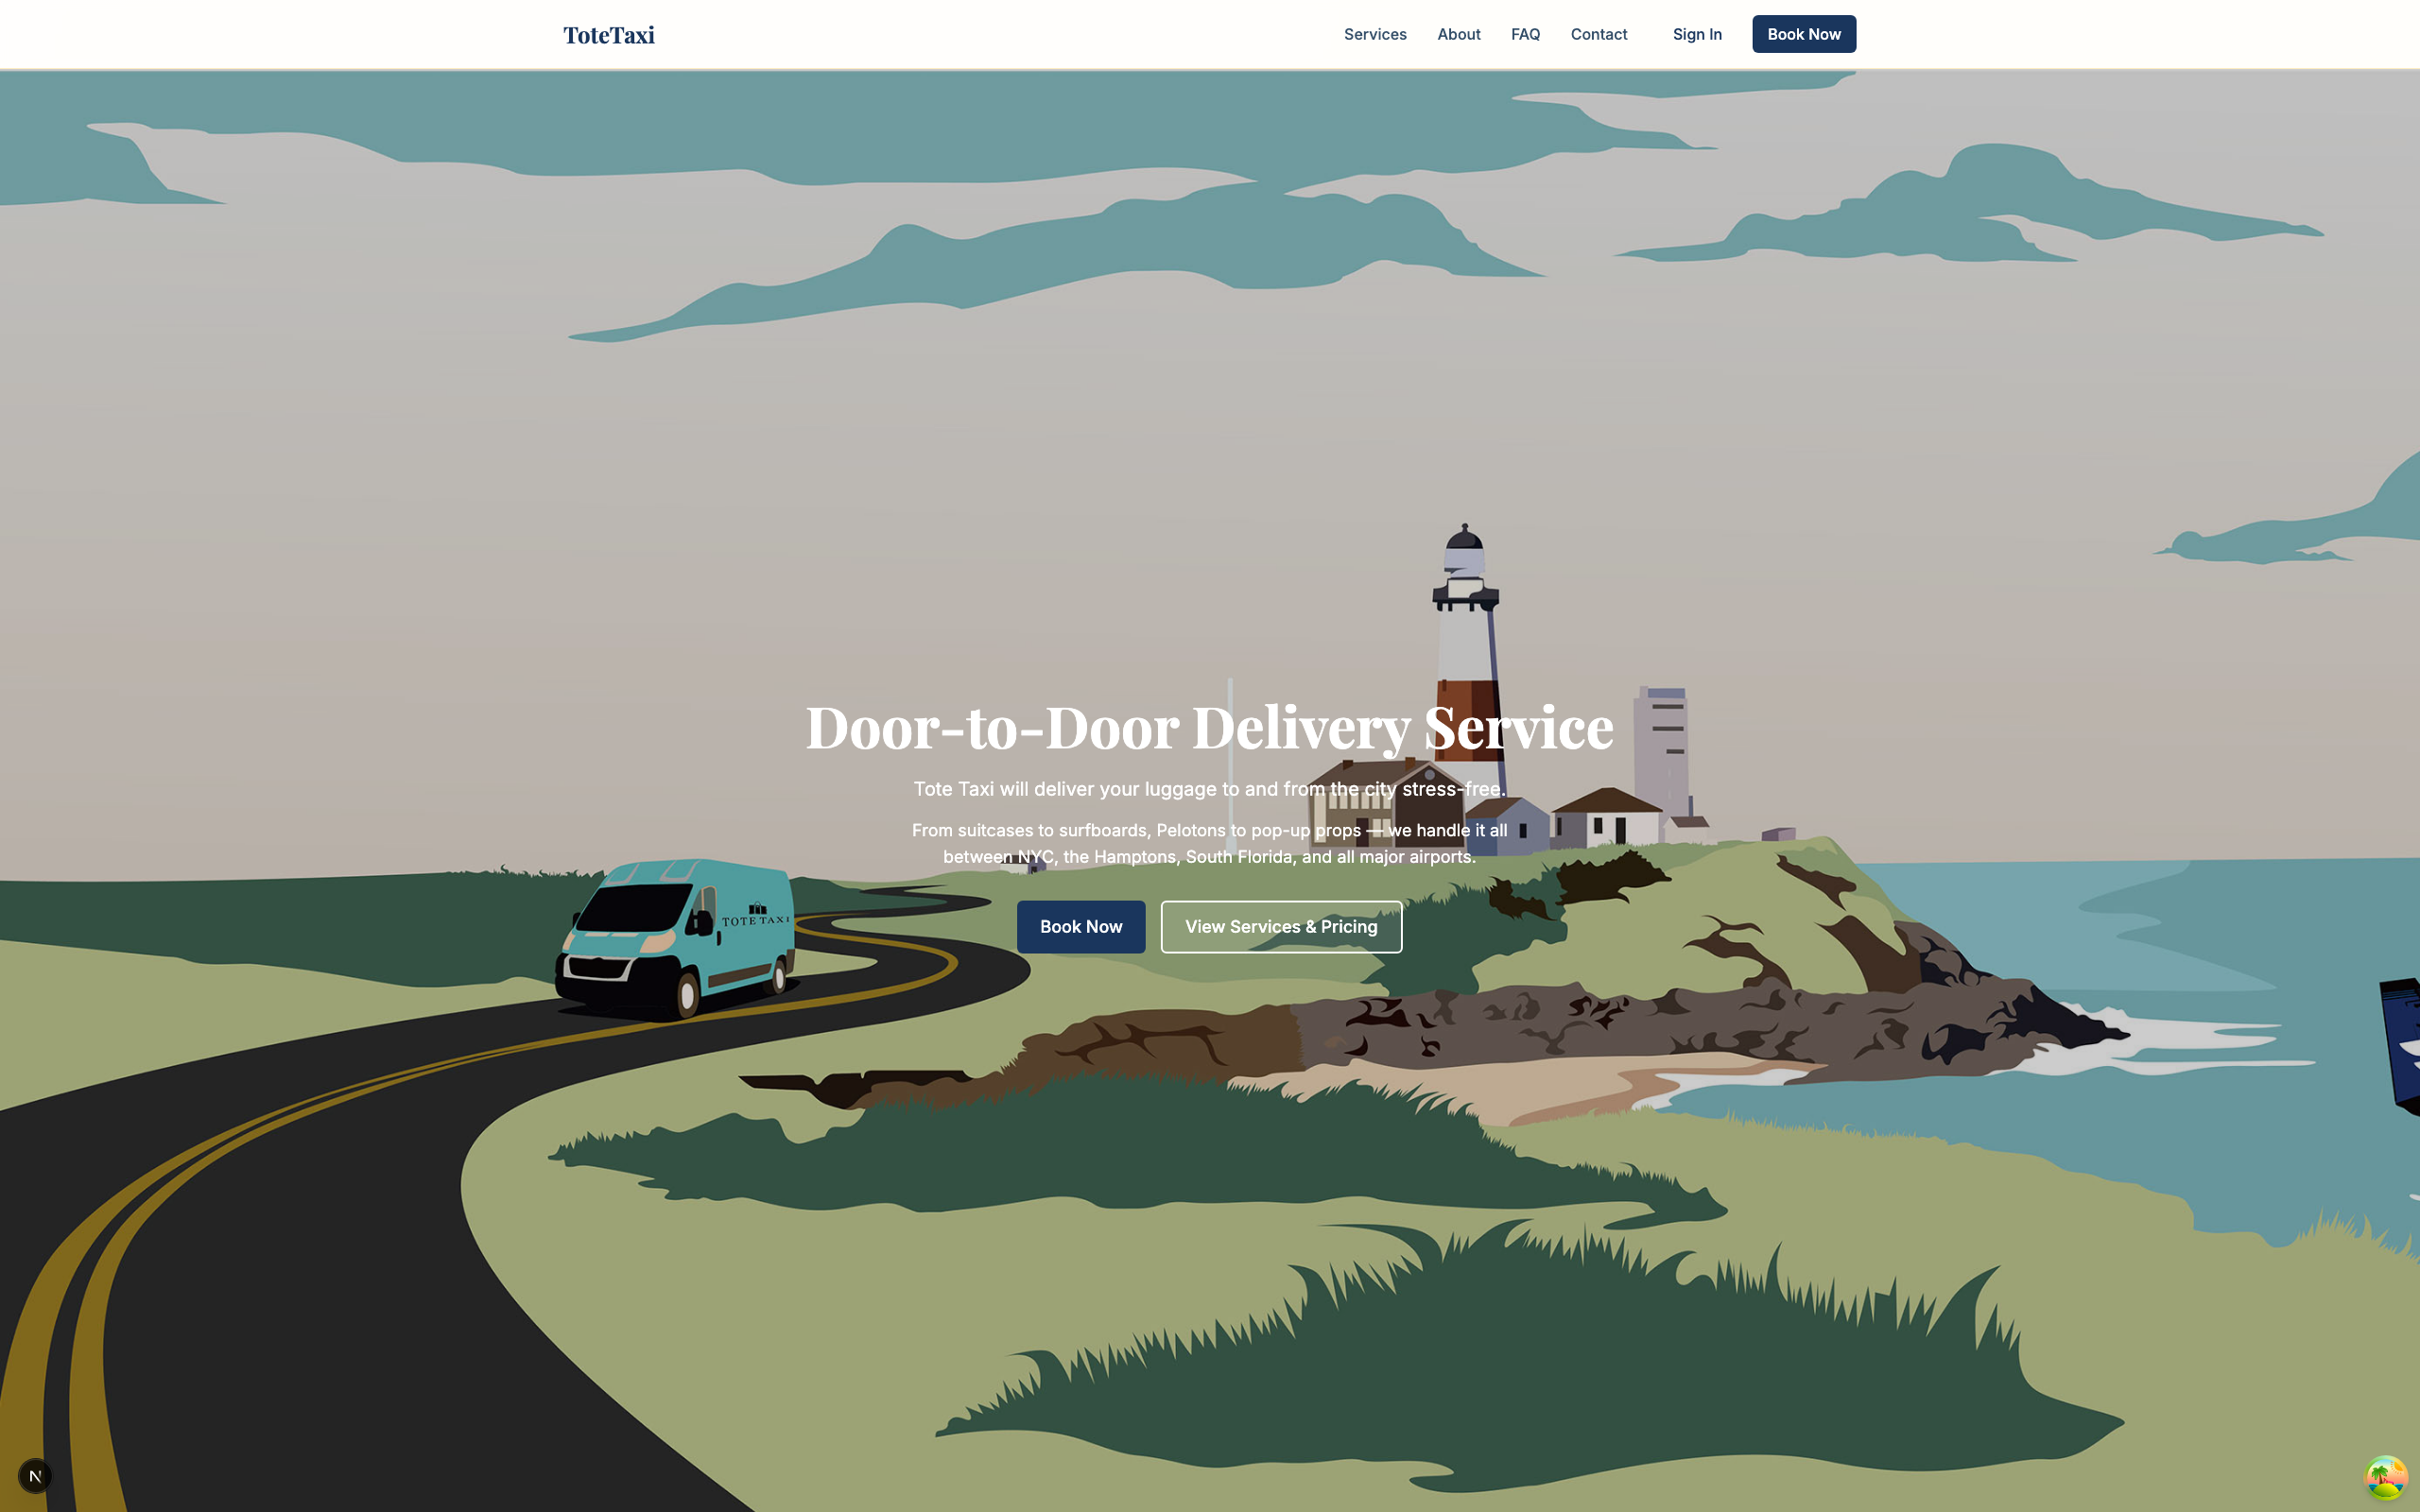 ToteTaxi
Services About FAQ Contact Sign In Book Now
Door-to-Door Delivery Service
Tote Taxi will deliver your luggage to and from the city stress-free.
From suitcases to surfboards, Pelotons to pop-up props — we handle it all
between NYC, the Hamptons, South Florida, and all major airports.
TOTE TAXI
Book Now View Services & Pricing
N